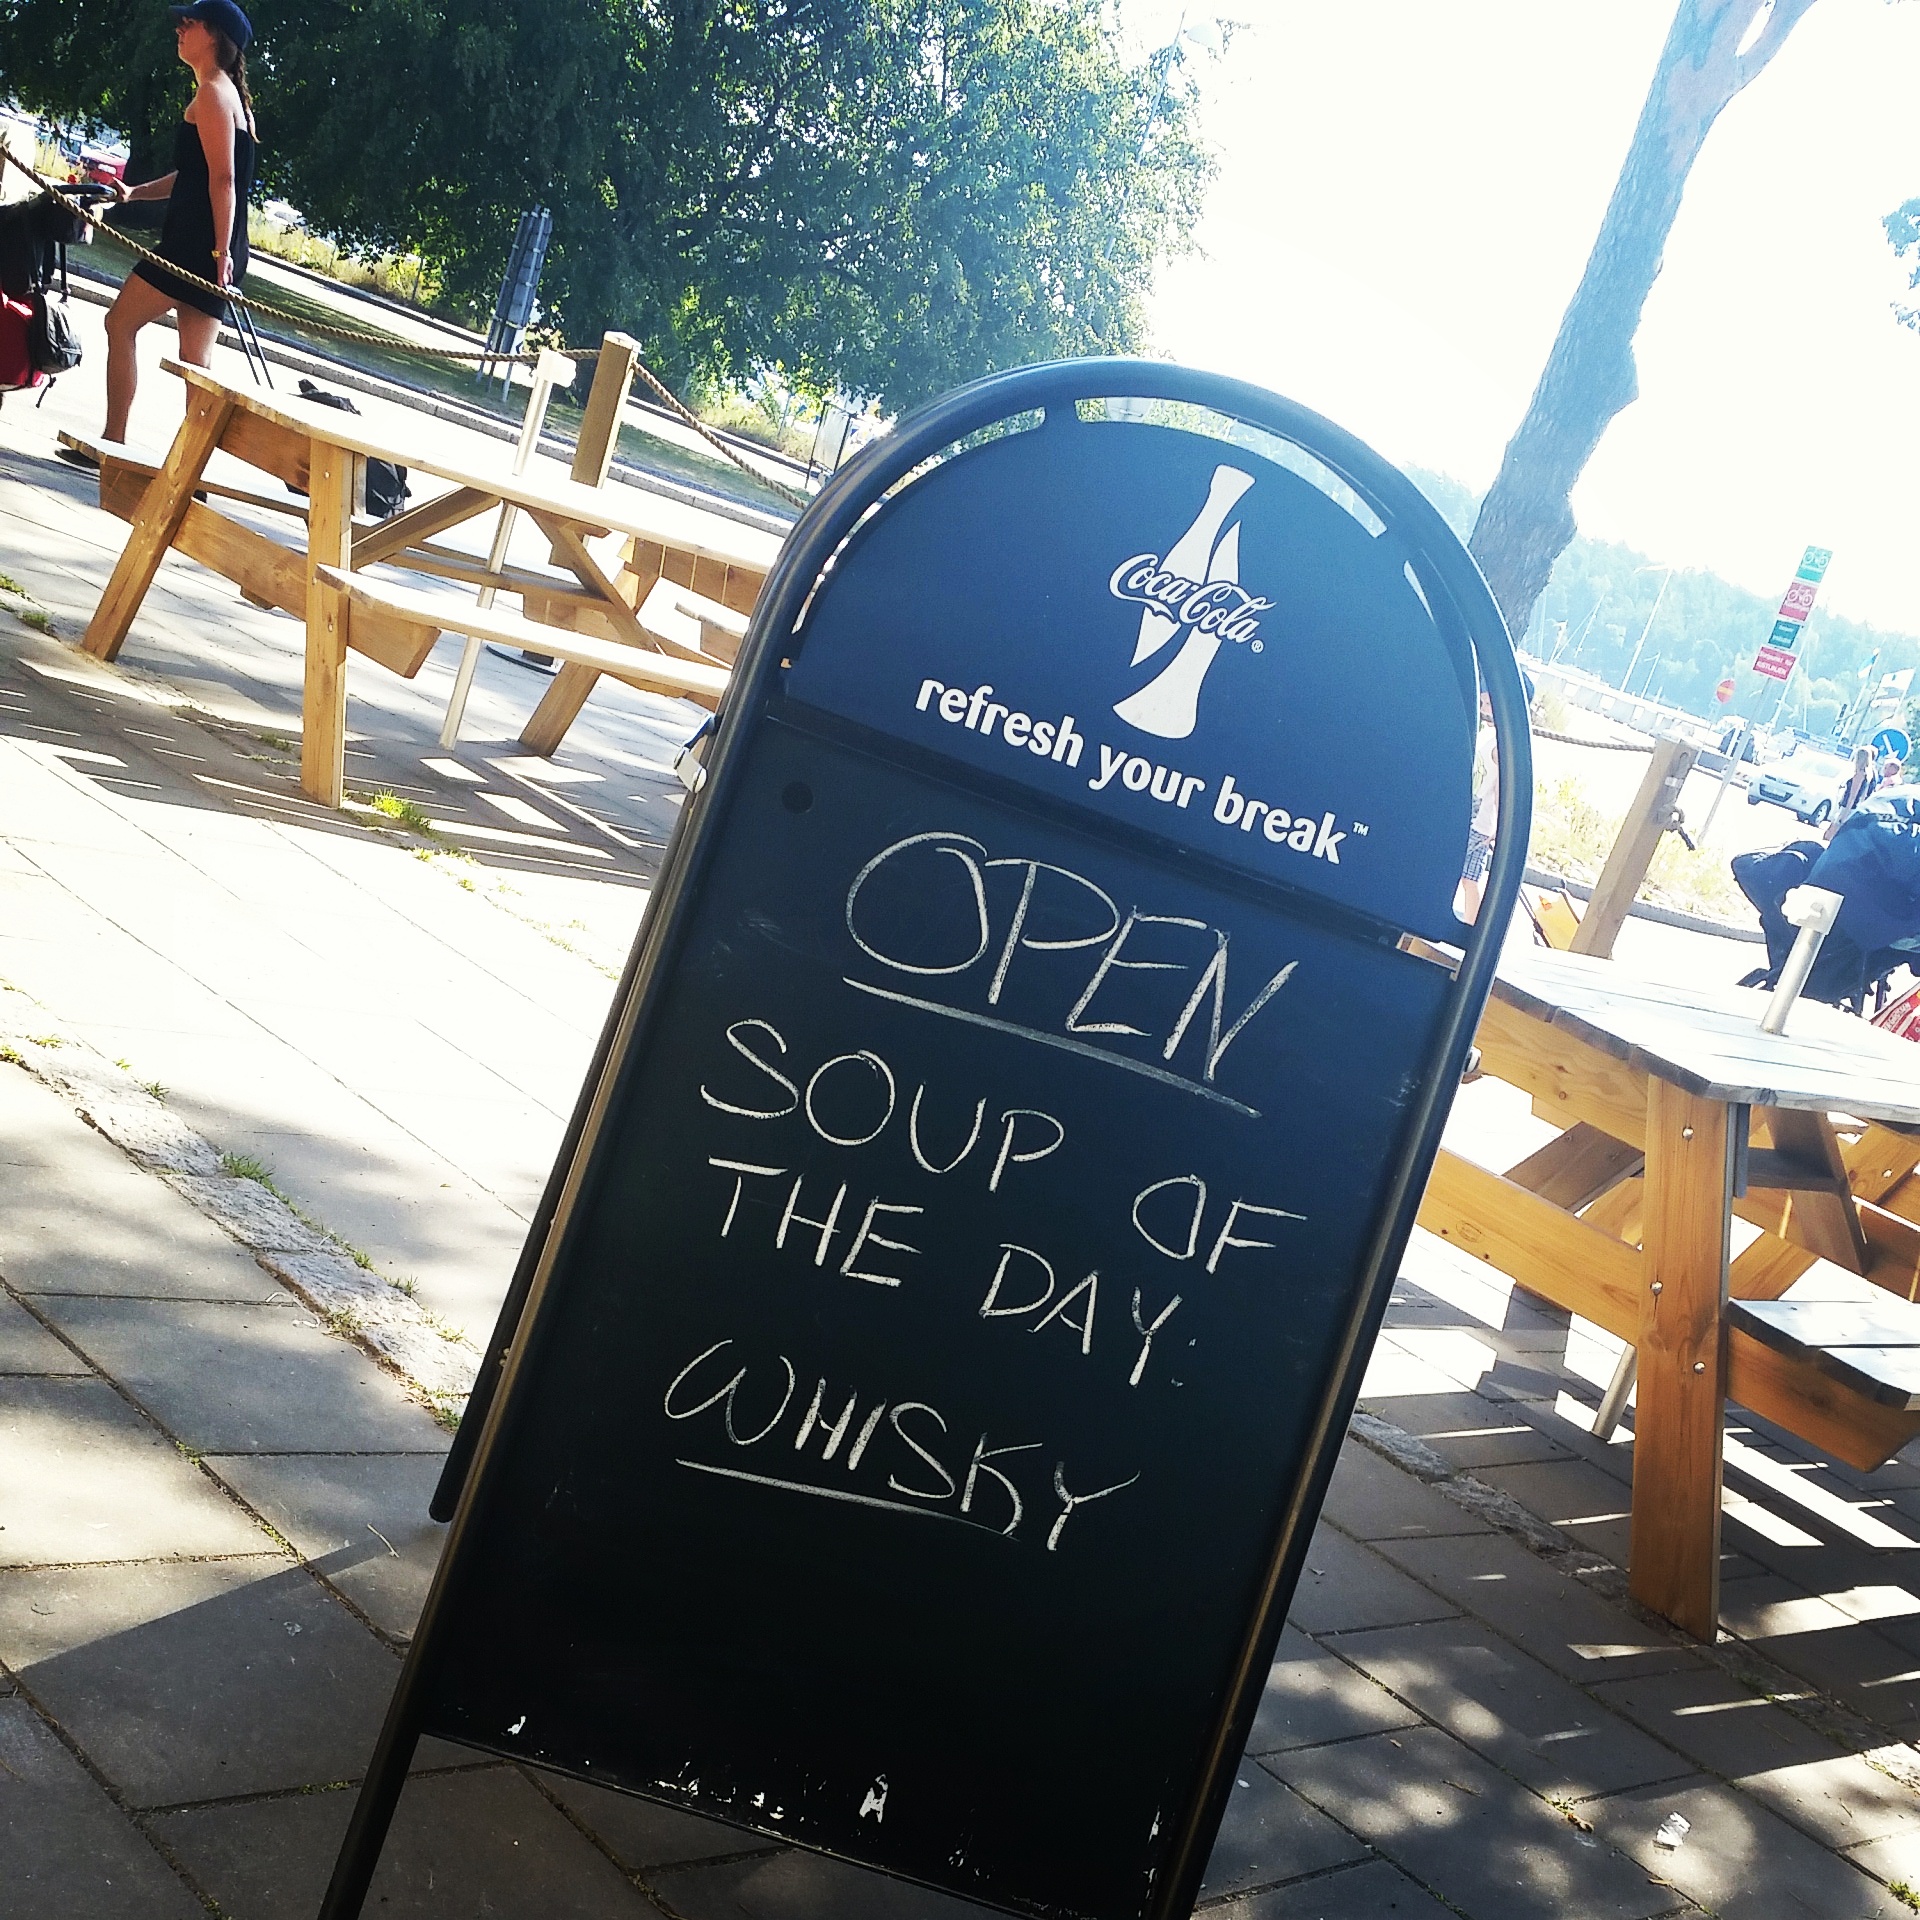 Coca-Cola®
refresh your break™
OPEN
SOUP OF
THE DAY:
WHISKY